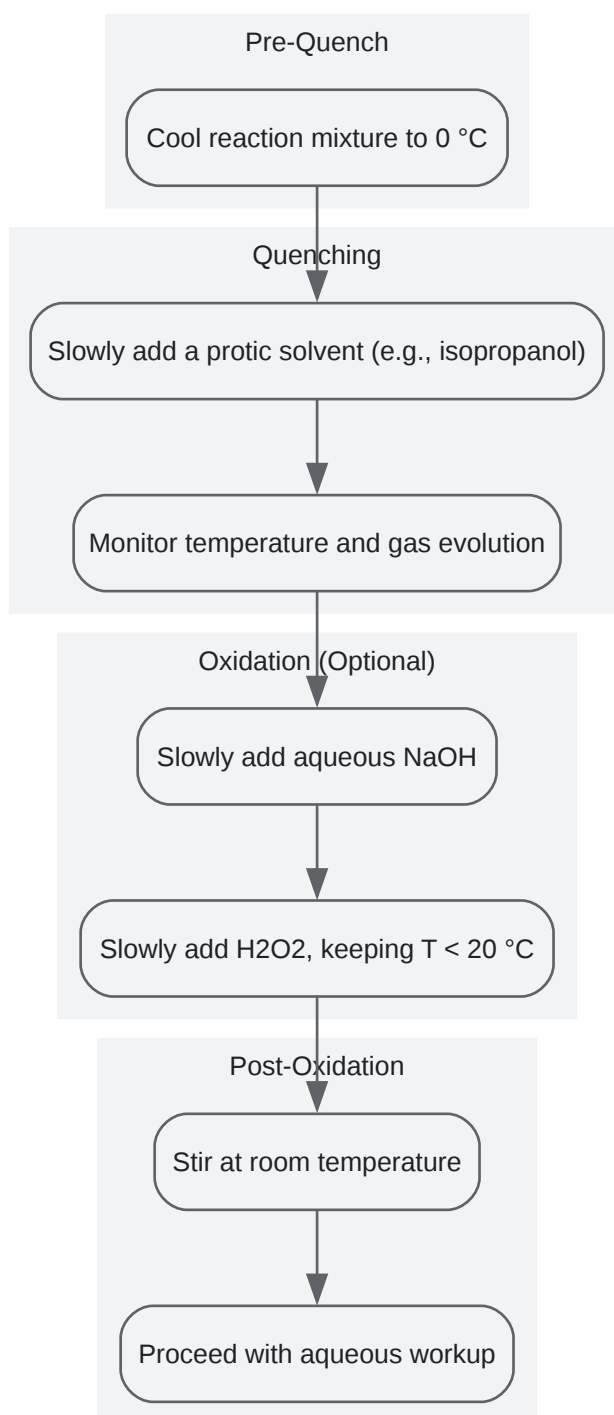 Pre-Quench
Cool reaction mixture to 0 °C
Quenching
Slowly add a protic solvent (e.g., isopropanol)
Monitor temperature and gas evolution
Oxidation (Optional)
Slowly add aqueous NaOH
Slowly add H2O2, keeping T < 20 °C
Post-Oxidation
Stir at room temperature
Proceed with aqueous workup